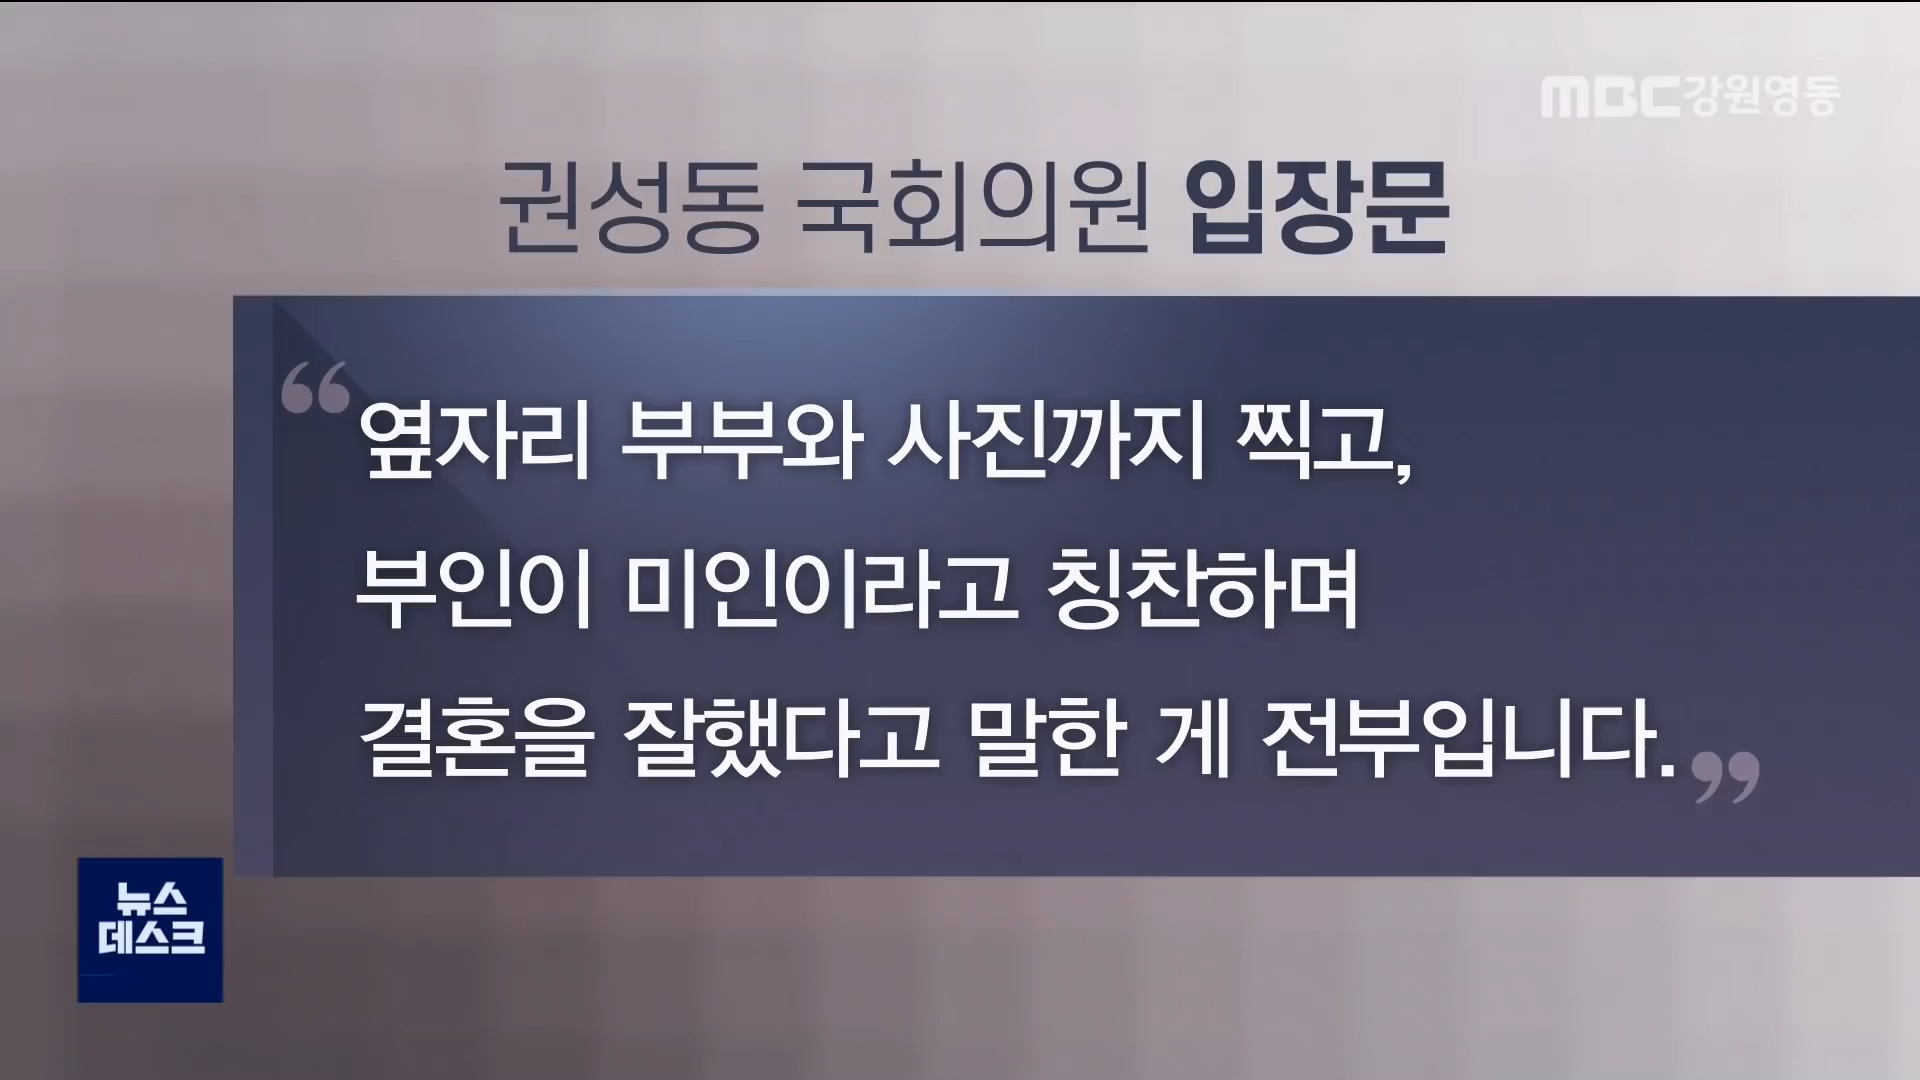 MBC강원영동
권성동 국회의원 입장문
“옆자리 부부와 사진까지 찍고,
부인이 미인이라고 칭찬하며
결혼을 잘했다고 말한 게 전부입니다.”
뉴스
데스크